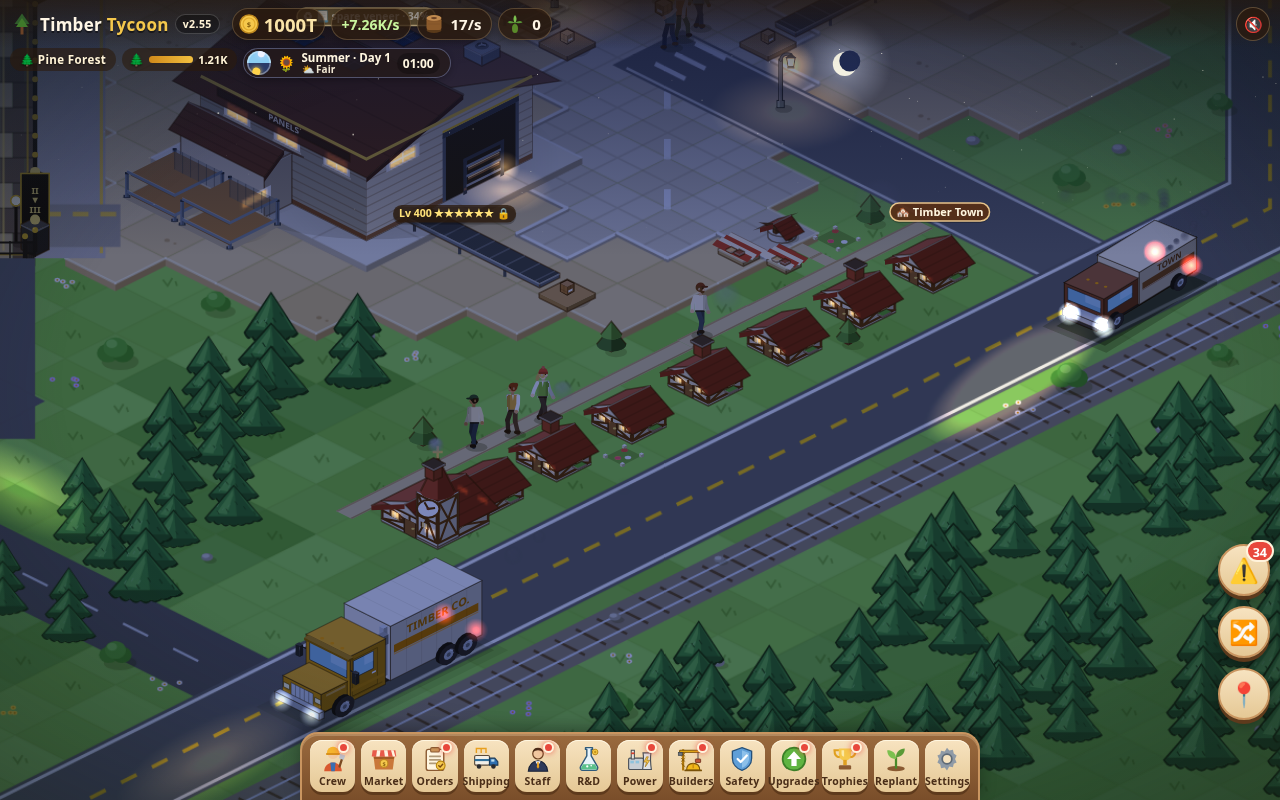 Timber Tycoon
v2.55
1000T
+7.26K/s
17/s
0
Pine Forest
1.21K
Summer · Day 1
Fair
01:00
PANELS
II
III
Lv 400 ★★★★★★
Timber Town
TOWN
TIMBER CO.
34
Crew
Market
Orders
Shipping
Staff
R&D
Power
Builders
Safety
Upgrades
Trophies
Replant
Settings